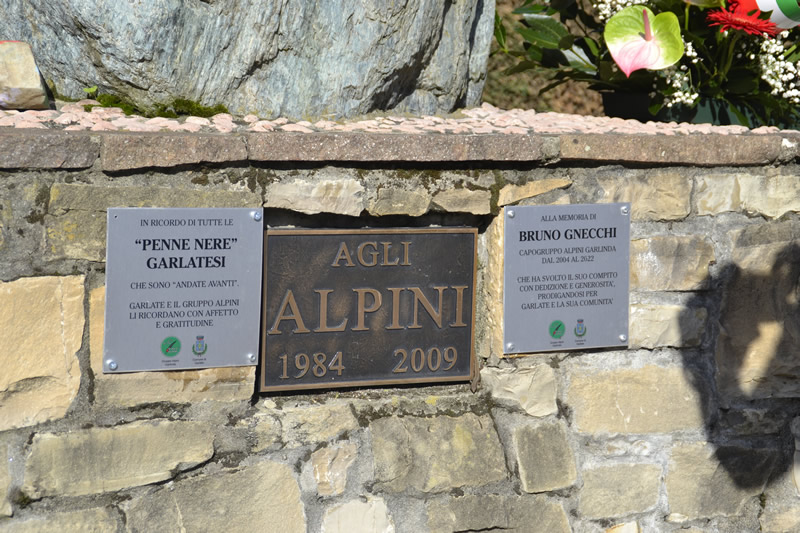 IN RICORDO DI TUTTE LE
“PENNE NERE”
GARLATESI
CHE SONO “ANDATE AVANTI”.
GARLATE E IL GRUPPO ALPINI
LI RICORDANO CON AFFETTO
E GRATITUDINE
AGLI
ALPINI
1984 2009
ALLA MEMORIA DI
BRUNO GNECCHI
CAPOGRUPPO ALPINI GARLINDA
DAL 2004 AL 2622
CHE HA SVOLTO IL SUO COMPITO
CON DEDIZIONE E GENEROSITA’,
PRODIGANDOSI PER
GARLATE E LA SUA COMUNITA’